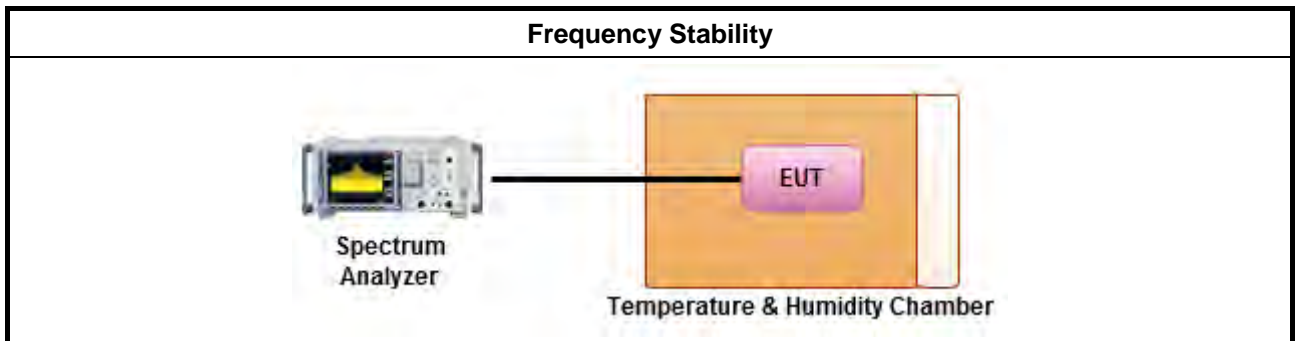 Frequency Stability
EUT
Spectrum
Analyzer
Temperature & Humidity Chamber